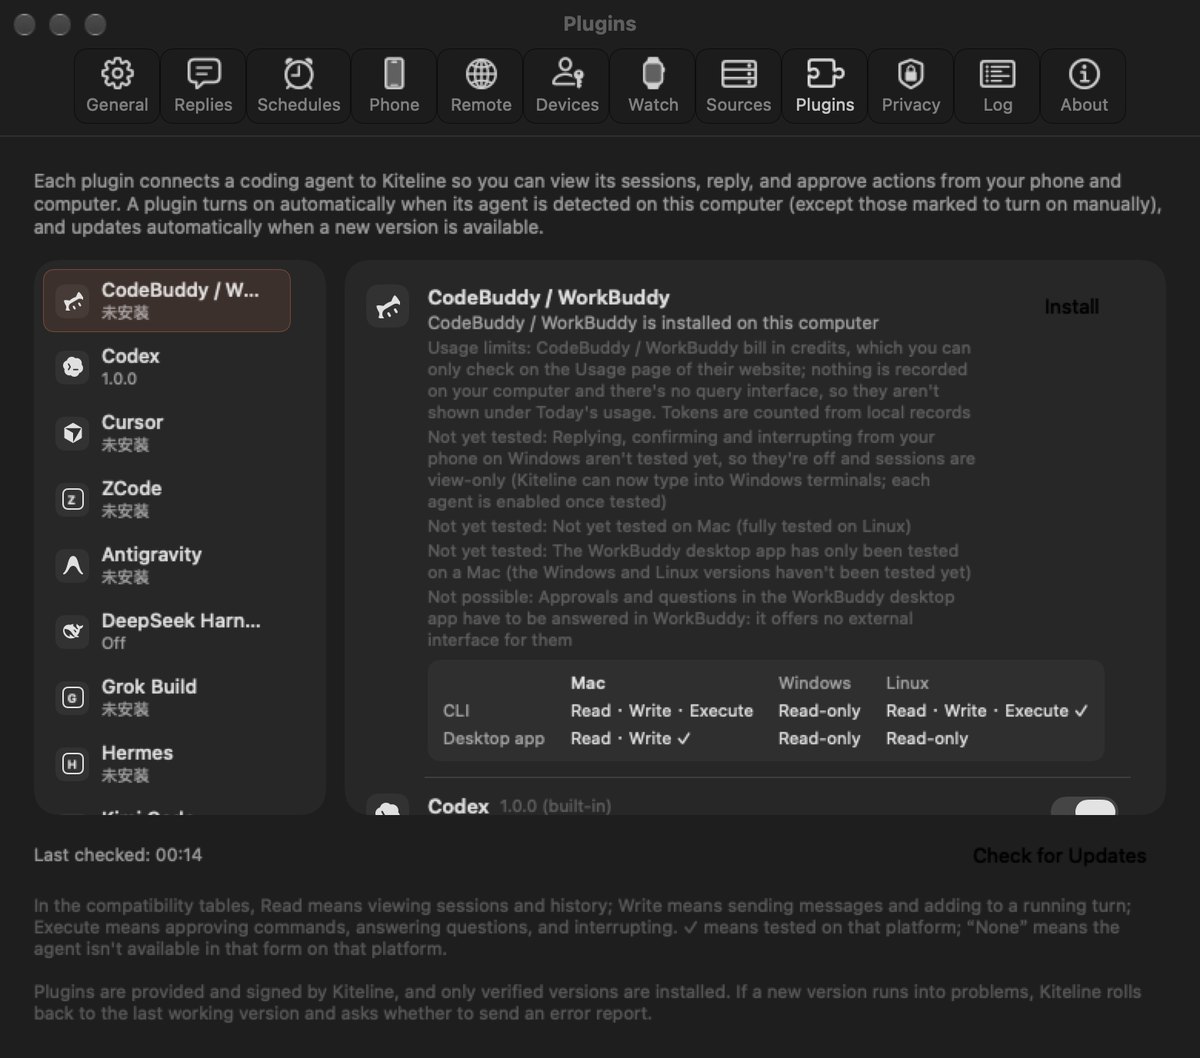 Plugins
General
Replies
Schedules
Phone
Remote
Devices
Watch
Sources
Plugins
Privacy
Log
About
Each plugin connects a coding agent to Kiteline so you can view its sessions, reply, and approve actions from your phone and
computer. A plugin turns on automatically when its agent is detected on this computer (except those marked to turn on manually),
and updates automatically when a new version is available.
CodeBuddy / W...
未安装
Codex
1.0.0
Cursor
未安装
ZCode
未安装
Antigravity
未安装
DeepSeek Harn...
Off
Grok Build
未安装
Hermes
未安装
CodeBuddy / WorkBuddy
Install
CodeBuddy / WorkBuddy is installed on this computer
Usage limits: CodeBuddy / WorkBuddy bill in credits, which you can
only check on the Usage page of their website; nothing is recorded
on your computer and there's no query interface, so they aren't
shown under Today's usage. Tokens are counted from local records
Not yet tested: Replying, confirming and interrupting from your
phone on Windows aren't tested yet, so they're off and sessions are
view-only (Kiteline can now type into Windows terminals; each
agent is enabled once tested)
Not yet tested: Not yet tested on Mac (fully tested on Linux)
Not yet tested: The WorkBuddy desktop app has only been tested
on a Mac (the Windows and Linux versions haven't been tested yet)
Not possible: Approvals and questions in the WorkBuddy desktop
app have to be answered in WorkBuddy: it offers no external
interface for them
Mac Windows Linux
CLI Read · Write · Execute Read-only Read · Write · Execute ✓
Desktop app Read · Write ✓ Read-only Read-only
Codex 1.0.0 (built-in)
Last checked: 00:14
Check for Updates
In the compatibility tables, Read means viewing sessions and history; Write means sending messages and adding to a running turn;
Execute means approving commands, answering questions, and interrupting. ✓ means tested on that platform; “None” means the
agent isn't available in that form on that platform.
Plugins are provided and signed by Kiteline, and only verified versions are installed. If a new version runs into problems, Kiteline rolls
back to the last working version and asks whether to send an error report.